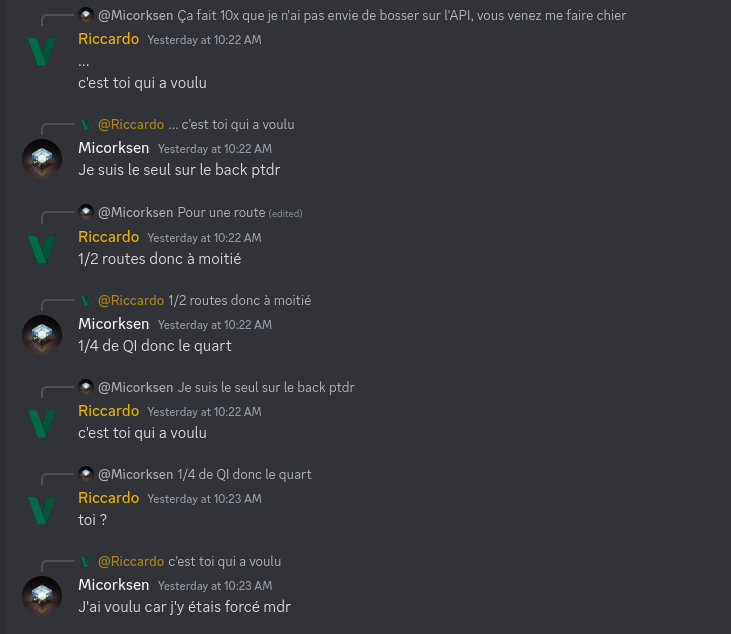 @Micorksen Ça fait 10x que je n'ai pas envie de bosser sur l'API, vous venez me faire chier
Riccardo Yesterday at 10:22 AM
...
c'est toi qui a voulu
@Riccardo ... c'est toi qui a voulu
Micorksen Yesterday at 10:22 AM
Je suis le seul sur le back ptdr
@Micorksen Pour une route (edited)
Riccardo Yesterday at 10:22 AM
1/2 routes donc à moitié
@Riccardo 1/2 routes donc à moitié
Micorksen Yesterday at 10:22 AM
1/4 de QI donc le quart
@Micorksen Je suis le seul sur le back ptdr
Riccardo Yesterday at 10:22 AM
c'est toi qui a voulu
@Micorksen 1/4 de QI donc le quart
Riccardo Yesterday at 10:23 AM
toi ?
@Riccardo c'est toi qui a voulu
Micorksen Yesterday at 10:23 AM
J'ai voulu car j'y étais forcé mdr